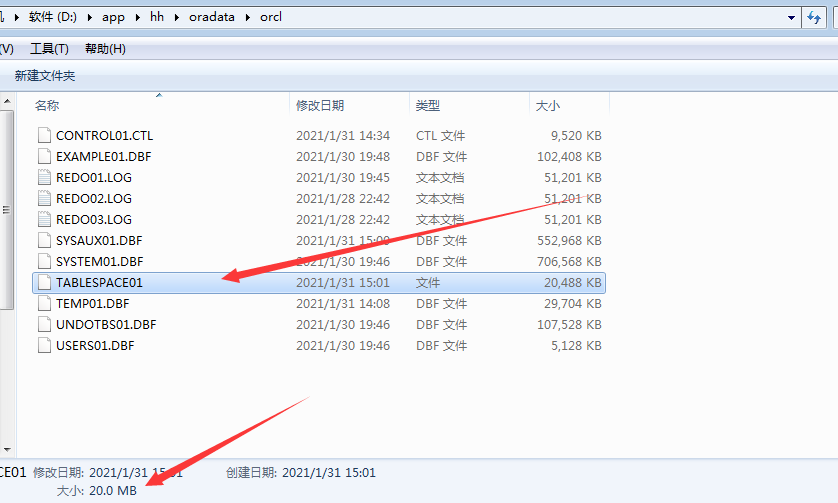 软件 (D:) app hh oradata orcl
(V) 工具(T) 帮助(H)
新建文件夹
名称 修改日期 类型 大小
CONTROL01.CTL 2021/1/31 14:34 CTL 文件 9,520 KB
EXAMPLE01.DBF 2021/1/30 19:48 DBF 文件 102,408 KB
REDO01.LOG 2021/1/30 19:45 文本文档 51,201 KB
REDO02.LOG 2021/1/28 22:42 文本文档 51,201 KB
REDO03.LOG 2021/1/28 22:42 文本文档 51,201 KB
SYSAUX01.DBF 2021/1/31 15:00 DBF 文件 552,968 KB
SYSTEM01.DBF 2021/1/30 19:46 DBF 文件 706,568 KB
TABLESPACE01 2021/1/31 15:01 文件 20,488 KB
TEMP01.DBF 2021/1/31 14:08 DBF 文件 29,704 KB
UNDOTBS01.DBF 2021/1/30 19:46 DBF 文件 107,528 KB
USERS01.DBF 2021/1/30 19:46 DBF 文件 5,128 KB
CE01 修改日期: 2021/1/31 15:01 创建日期: 2021/1/31 15:01
大小: 20.0 MB